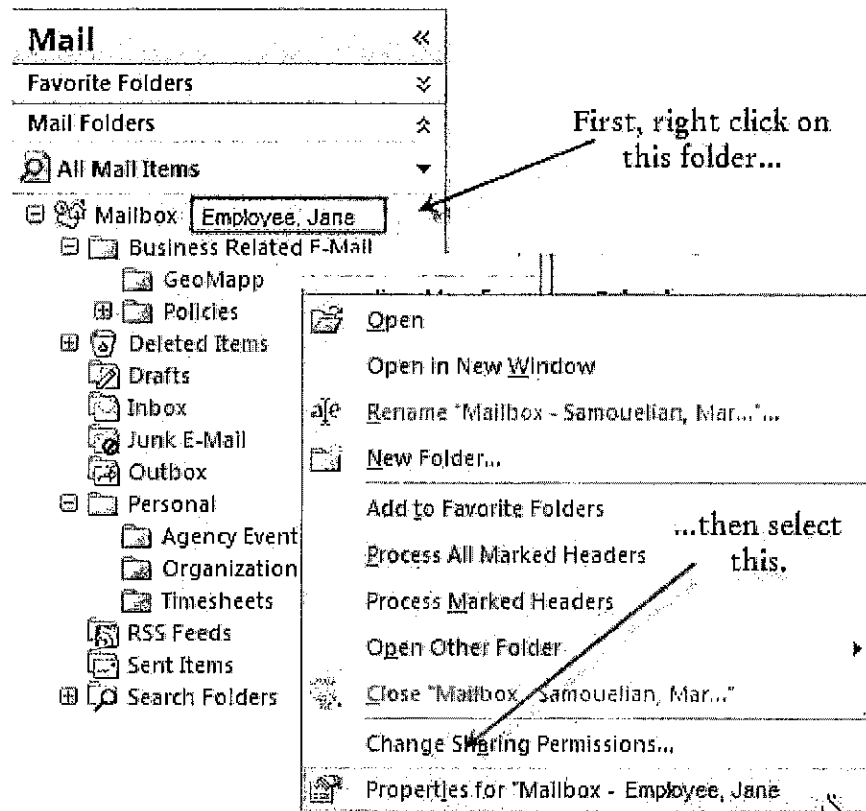 Mail
Favorite Folders
Mail Folders
All Mail Items
First, right click on
this folder...
Mailbox Employee, Jane
Business Related E-Mail
GeoMapp
Policies
Deleted Items
Drafts
Inbox
Junk E-Mail
Outbox
Personal
Agency Event
Organization
Timesheets
RSS Feeds
Sent Items
Search Folders
Open
Open in New Window
Rename "Mailbox - Samouelian, Mar..."...
New Folder...
Add to Favorite Folders
...then select
this.
Process All Marked Headers
Process Marked Headers
Open Other Folder
Close "Mailbox, Samouelian, Mar..."
Change Sharing Permissions...
Properties for "Mailbox - Employee, Jane